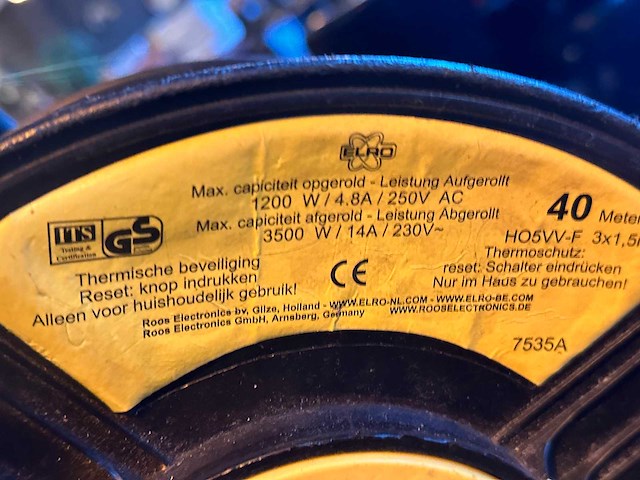 ELRO
Max. capiciteit opgerold - Leistung Aufgerollt
1200 W / 4.8A / 250V AC
Max. capiciteit afgerold - Leistung Abgerollt
3500 W / 14A / 230V~
ITS
Testing &
Certification
GS
Thermische beveiliging
Reset: knop indrukken
Alleen voor huishoudelijk gebruik!
CE
40 Meter
HO5VV-F 3x1,5
Thermoschutz:
reset: Schalter eindrücken
Nur im Haus zu gebrauchen!
Roos Electronics bv, Gilze, Holland - WWW.ELRO-NL.COM - WWW.ELRO-BE.COM
Roos Electronics GmbH, Arnsberg, Germany WWW.ROOSELECTRONICS.DE
7535A